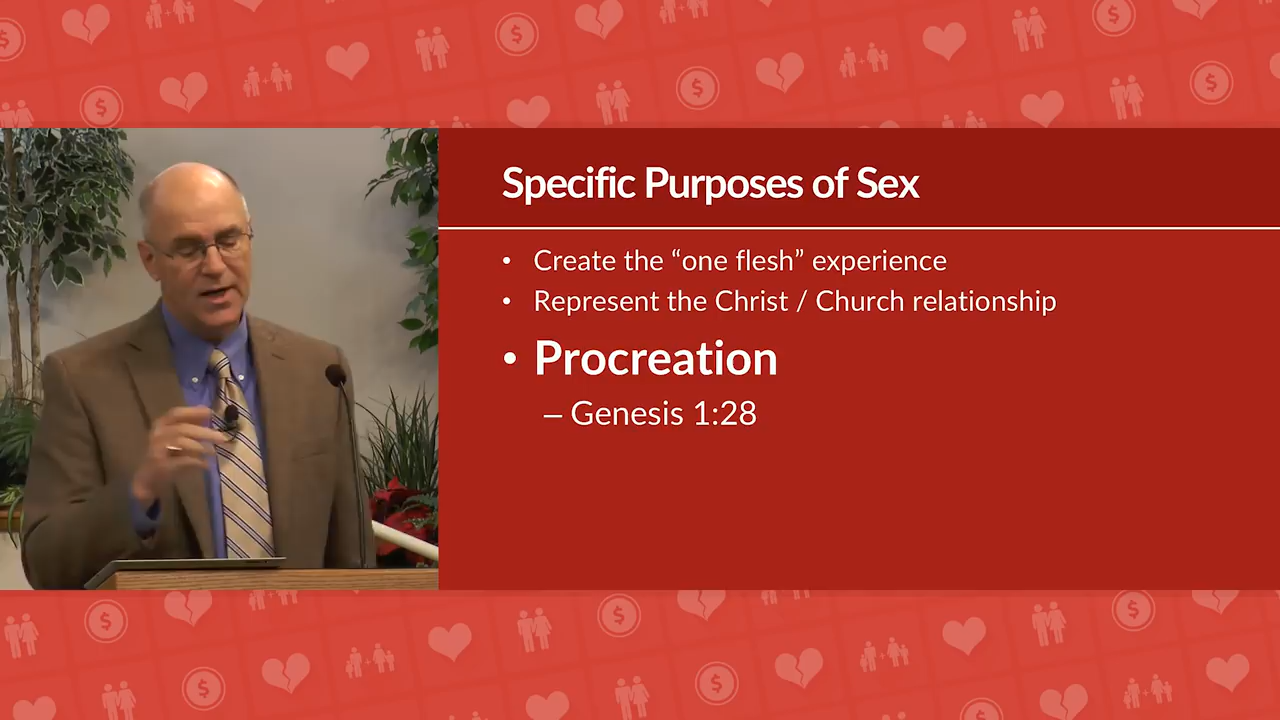 Specific Purposes of Sex
• Create the “one flesh” experience
• Represent the Christ / Church relationship
• Procreation
– Genesis 1:28